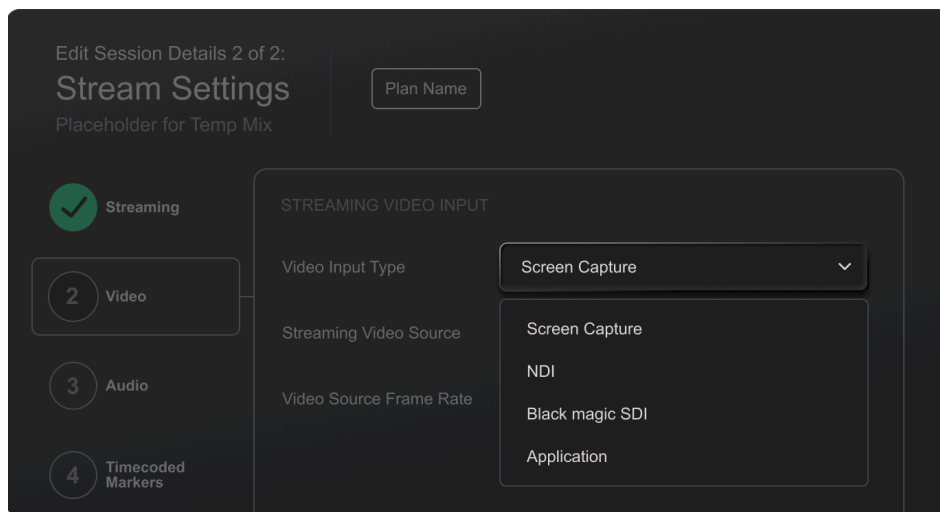 Edit Session Details 2 of 2:
Stream Settings
Placeholder for Temp Mix
Plan Name
Streaming
STREAMING VIDEO INPUT
Video Input Type
Screen Capture
2
Video
Streaming Video Source
Screen Capture
NDI
3
Audio
Video Source Frame Rate
Black magic SDI
Application
4
Timecoded
Markers